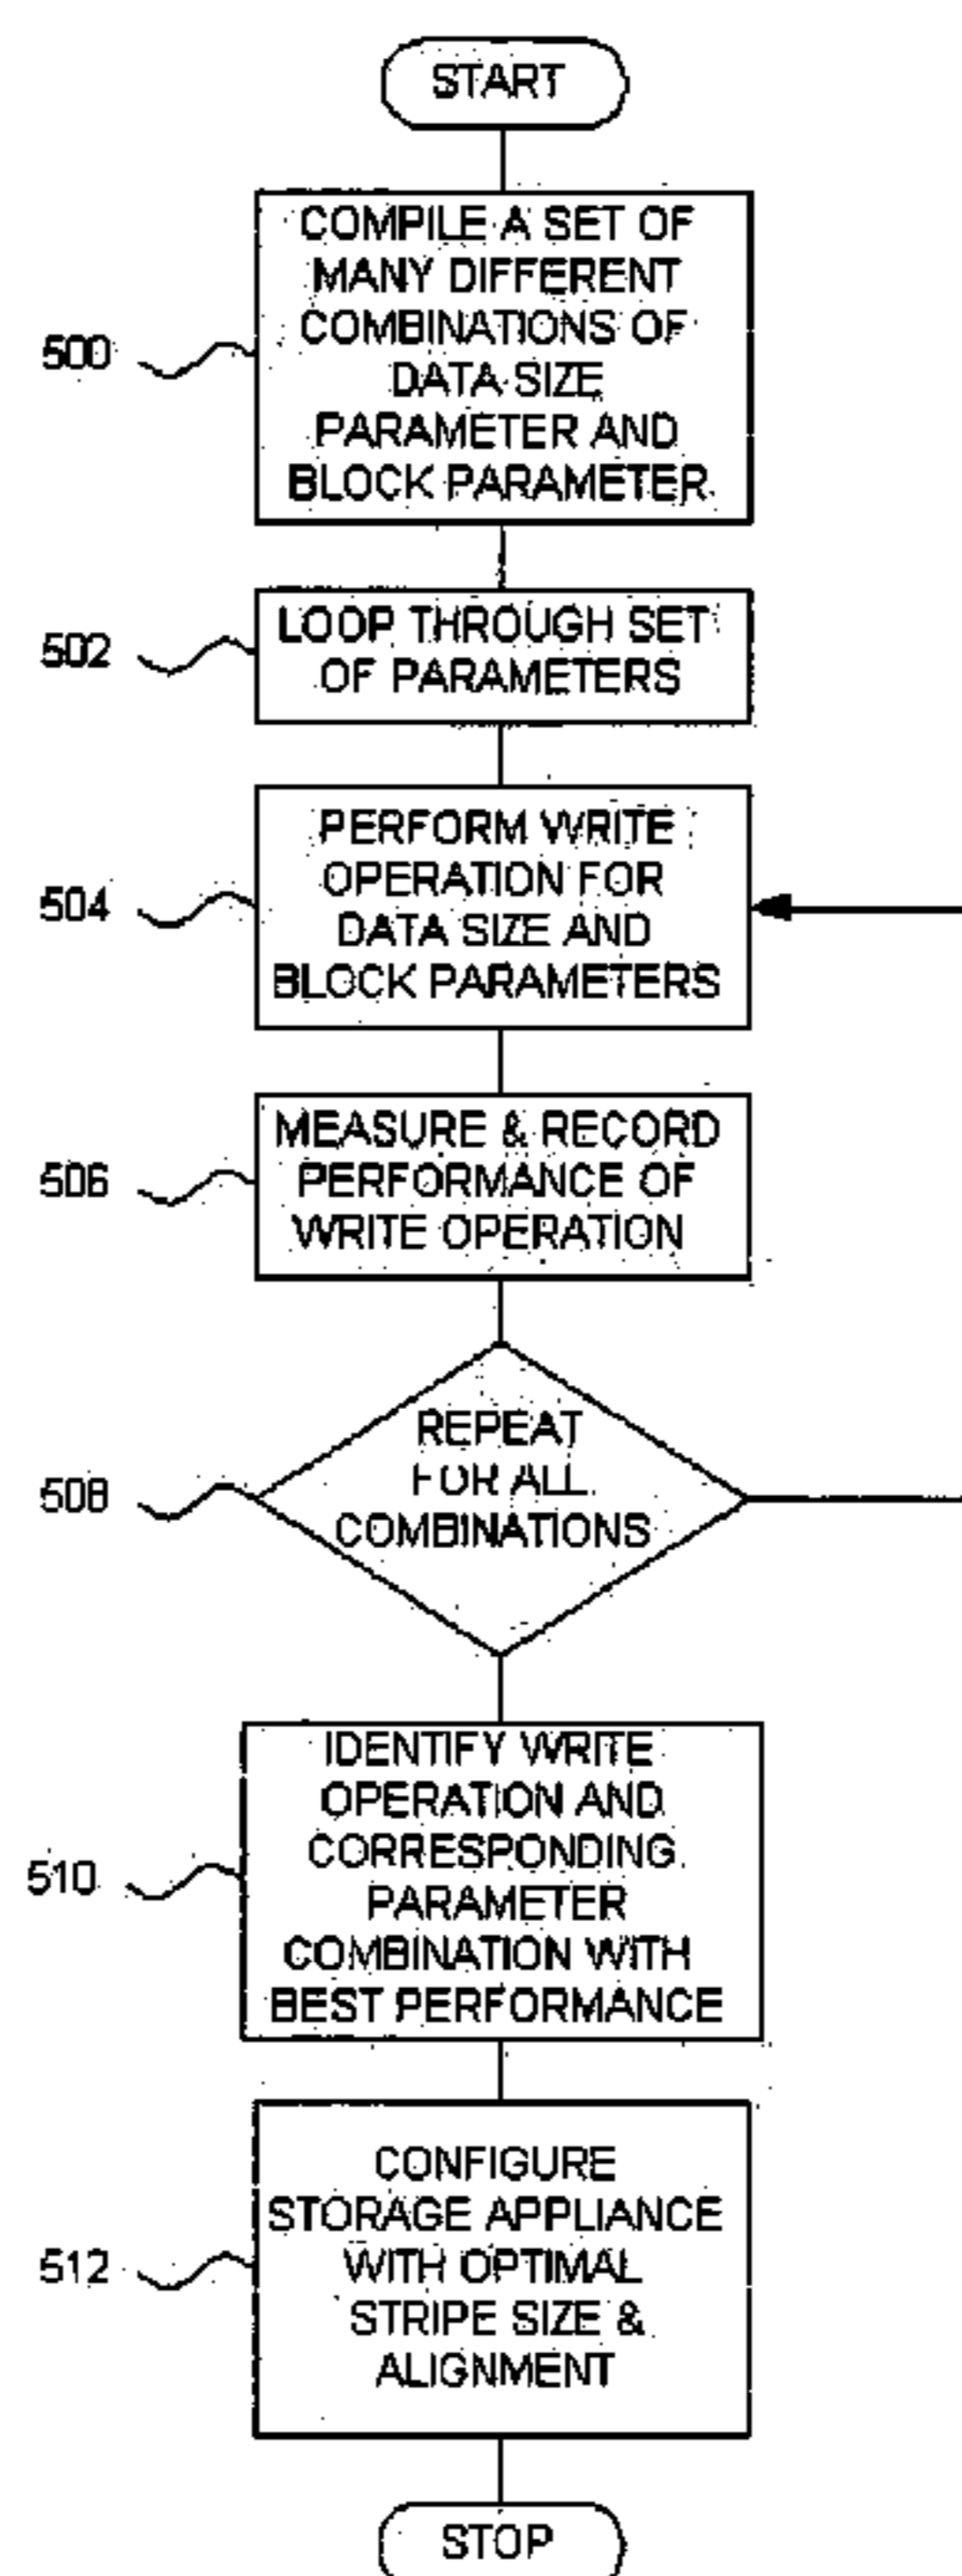 START
COMPILE A SET OF
MANY DIFFERENT
COMBINATIONS OF
DATA SIZE
PARAMETER AND
BLOCK PARAMETER
500
LOOP THROUGH SET
OF PARAMETERS
502
PERFORM WRITE
OPERATION FOR
DATA SIZE AND
BLOCK PARAMETERS
504
MEASURE & RECORD
PERFORMANCE OF
WRITE OPERATION
506
REPEAT
FOR ALL
COMBINATIONS
508
IDENTIFY WRITE
OPERATION AND
CORRESPONDING
PARAMETER
COMBINATION WITH
BEST PERFORMANCE
510
CONFIGURE
STORAGE APPLIANCE
WITH OPTIMAL
STRIPE SIZE &
ALIGNMENT
512
STOP